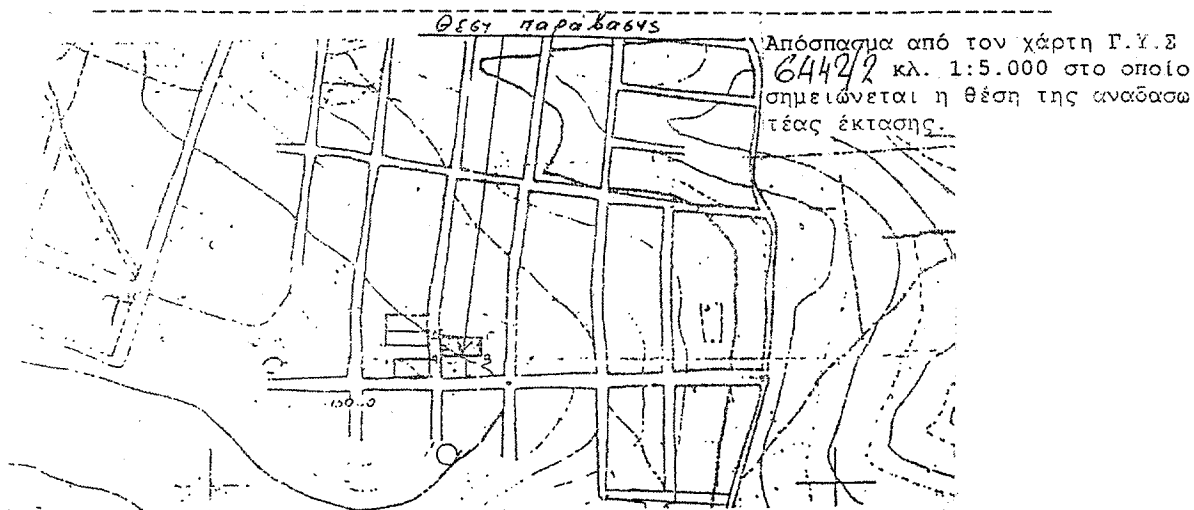 Θέση παράβασης
Απόσπασμα από τον χάρτη Γ.Υ.Σ
6442/2 κλ. 1:5.000 στο οποίο
σημειώνεται η θέση της αναδασω
τέας έκτασης.